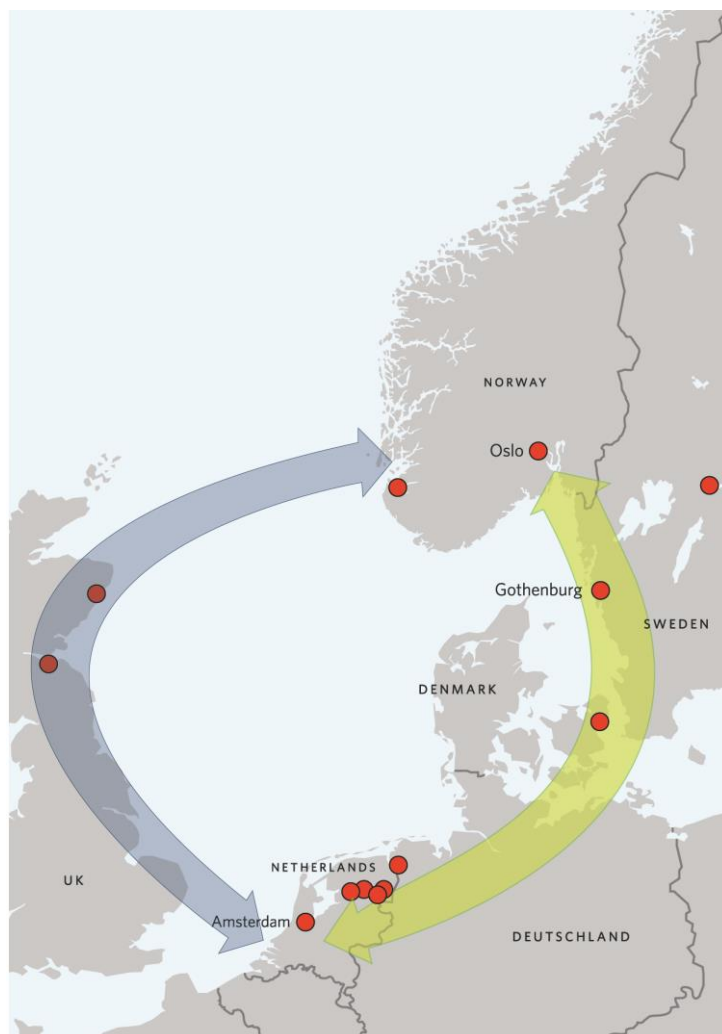 NORWAY
Oslo
Gothenburg
SWEDEN
DENMARK
NETHERLANDS
UK
Amsterdam
DEUTSCHLAND